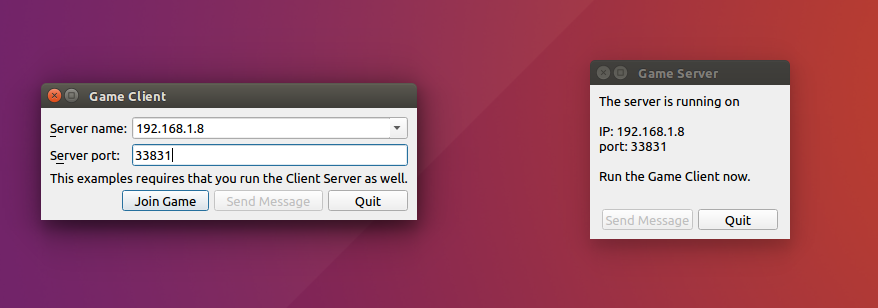 Game Client
Server name: 192.168.1.8
Server port: 33831
This examples requires that you run the Client Server as well.
Join Game Send Message Quit
Game Server
The server is running on
IP: 192.168.1.8
port: 33831
Run the Game Client now.
Send Message Quit